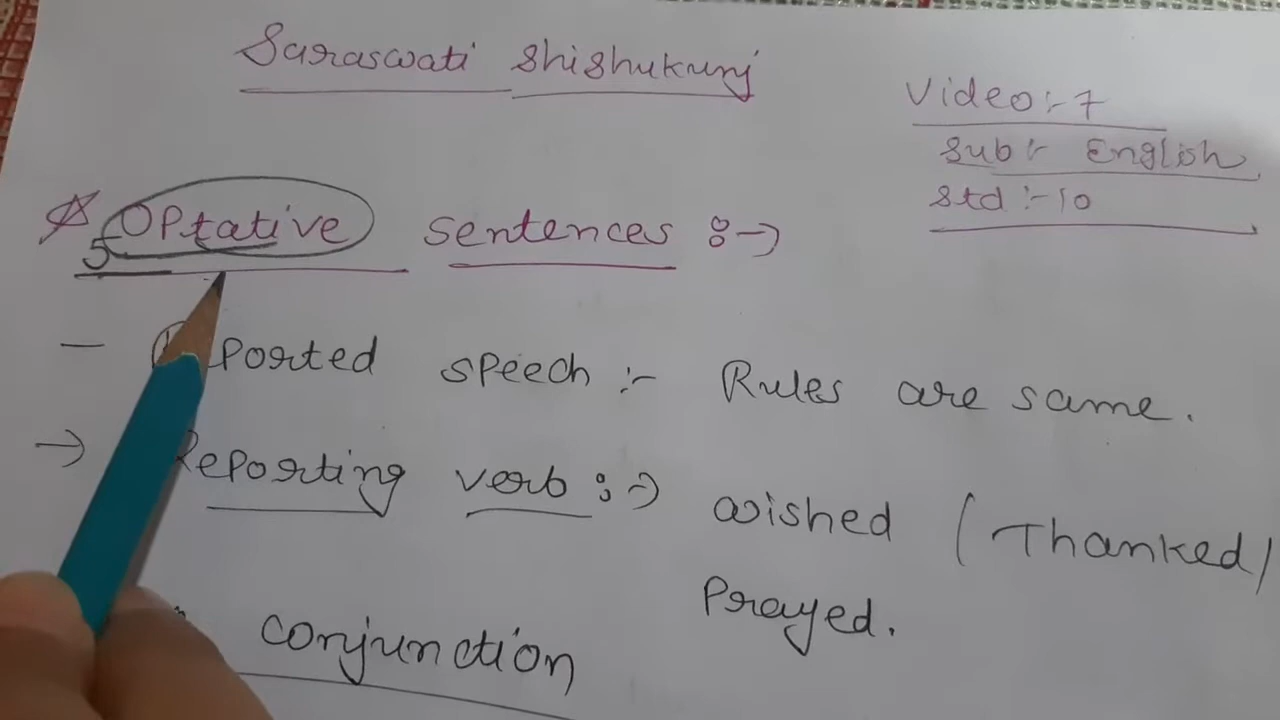 Saraswati Shishukunj
Video:- 7
Sub:- English
Std:-10
5 Optative sentences :->
- ported speech :- Rules are same.
-> Reporting verb :-> wished (Thanked/
Prayed.
conjunction